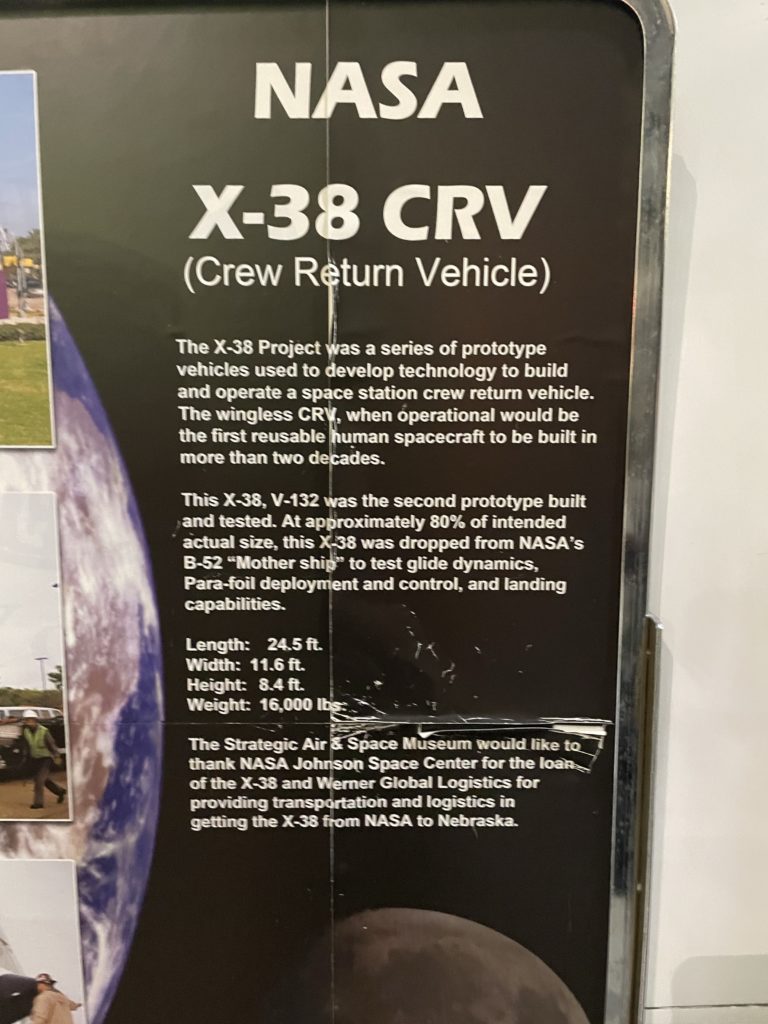 NASA
X-38 CRV
(Crew Return Vehicle)
The X-38 Project was a series of prototype
vehicles used to develop technology to build
and operate a space station crew return vehicle.
The wingless CRV, when operational would be
the first reusable human spacecraft to be built in
more than two decades.
This X-38, V-132 was the second prototype built
and tested. At approximately 80% of intended
actual size, this X-38 was dropped from NASA's
B-52 “Mother ship” to test glide dynamics,
Para-foil deployment and control, and landing
capabilities.
Length: 24.5 ft.
Width: 11.6 ft.
Height: 8.4 ft.
Weight: 16,000 lbs.
The Strategic Air & Space Museum would like to
thank NASA Johnson Space Center for the loan
of the X-38 and Werner Global Logistics for
providing transportation and logistics in
getting the X-38 from NASA to Nebraska.